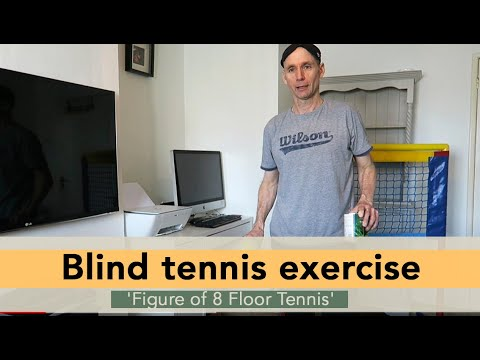 Wilson
Blind tennis exercise
'Figure of 8 Floor Tennis'